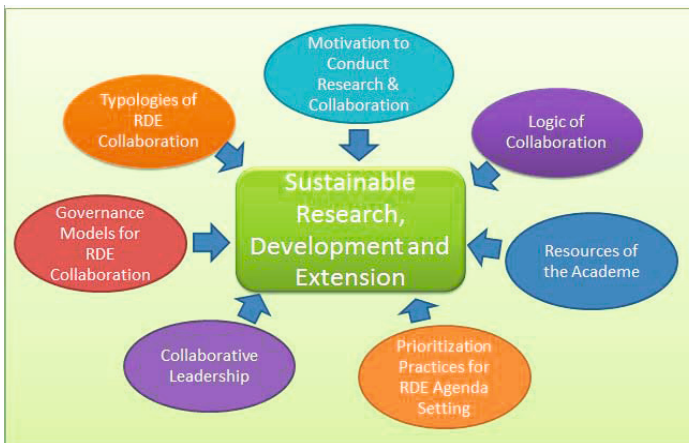 Motivation to
Conduct
Research &
Collaboration
Typologies of
RDE
Collaboration
Logic of
Collaboration
Sustainable
Research,
Development and
Extension
Governance
Models for
RDE
Collaboration
Resources of
the Academe
Collaborative
Leadership
Prioritization
Practices for
RDE Agenda
Setting